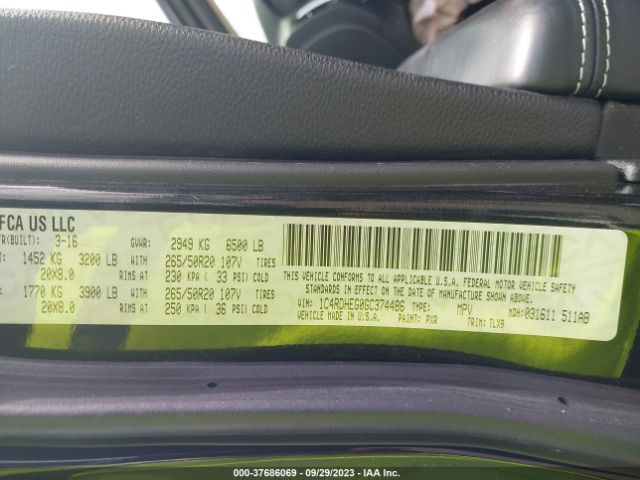 FCA US LLC
(BUILT): 3-16 GVWR: 2949 KG 6500 LB
1452 KG 3200 LB WITH 265/50R20 107V TIRES
20X8.0 RIMS AT 230 KPA ( 33 PSI) COLD
1770 KG 3900 LB WITH 265/50R20 107V TIRES
20X8.0 RIMS AT 250 KPA ( 36 PSI) COLD
THIS VEHICLE CONFORMS TO ALL APPLICABLE U.S.A. FEDERAL MOTOR VEHICLE SAFETY
STANDARDS IN EFFECT ON THE DATE OF MANUFACTURE SHOWN ABOVE.
VIN: 1C4RDHEG0GC374486 TYPE: MPV MDH: 031611 511AB
VEHICLE MADE IN U.S.A. PAINT: PXR TRIM: TLX9
000-37686069 - 09/29/2023 - IAA Inc.